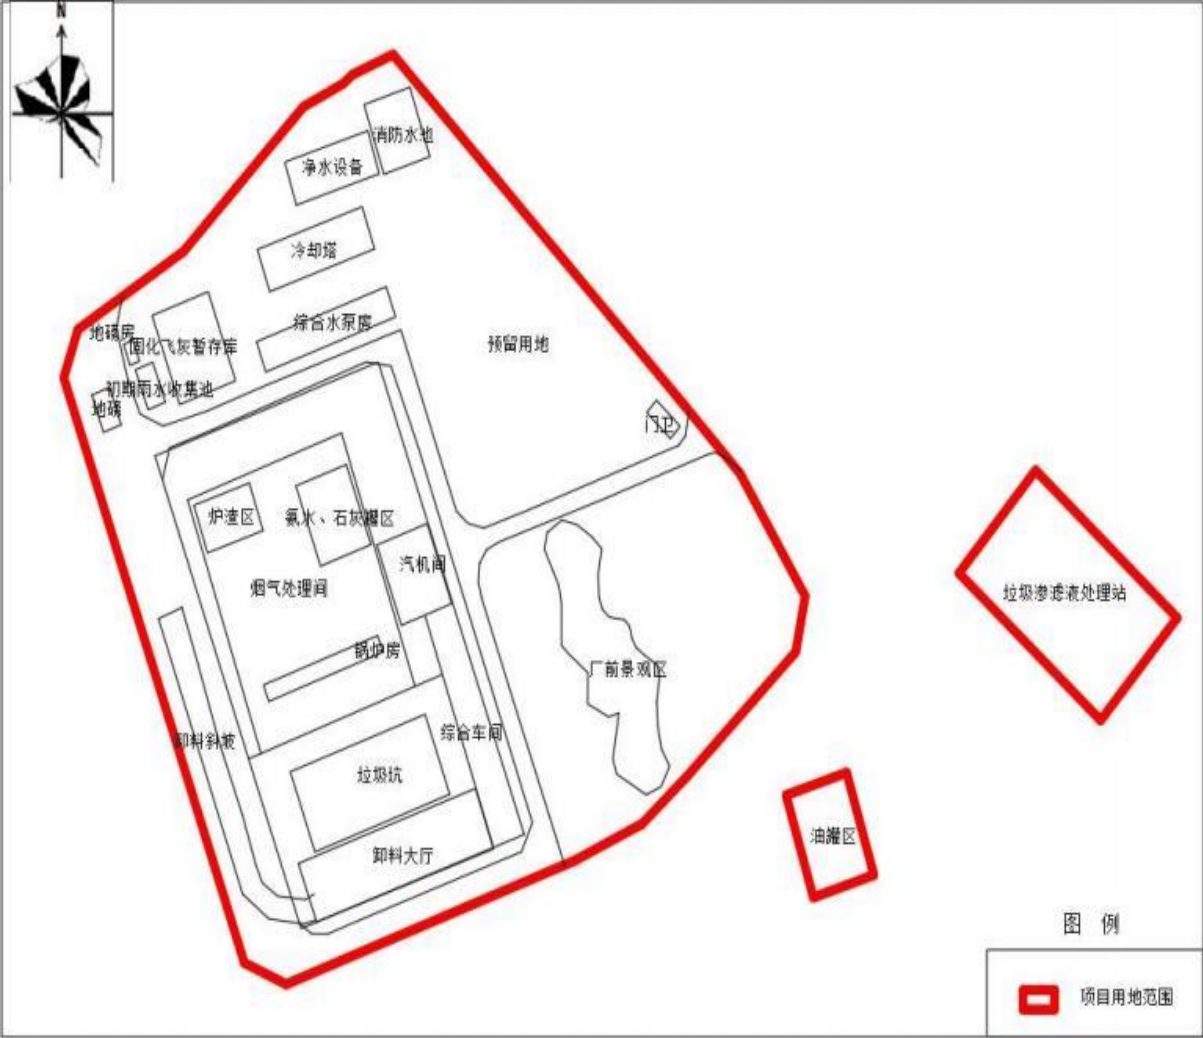 N
消防水池
净水设备
冷却塔
综合水泵房
地磅房
固化飞灰暂存库
预留用地
初期雨水收集池
地磅
门卫
炉渣区
氨水、石灰罐区
汽机间
烟气处理间
垃圾渗滤液处理站
锅炉房
厂前景观区
卸料斜坡
综合车间
垃圾坑
油罐区
卸料大厅
图 例
项目用地范围